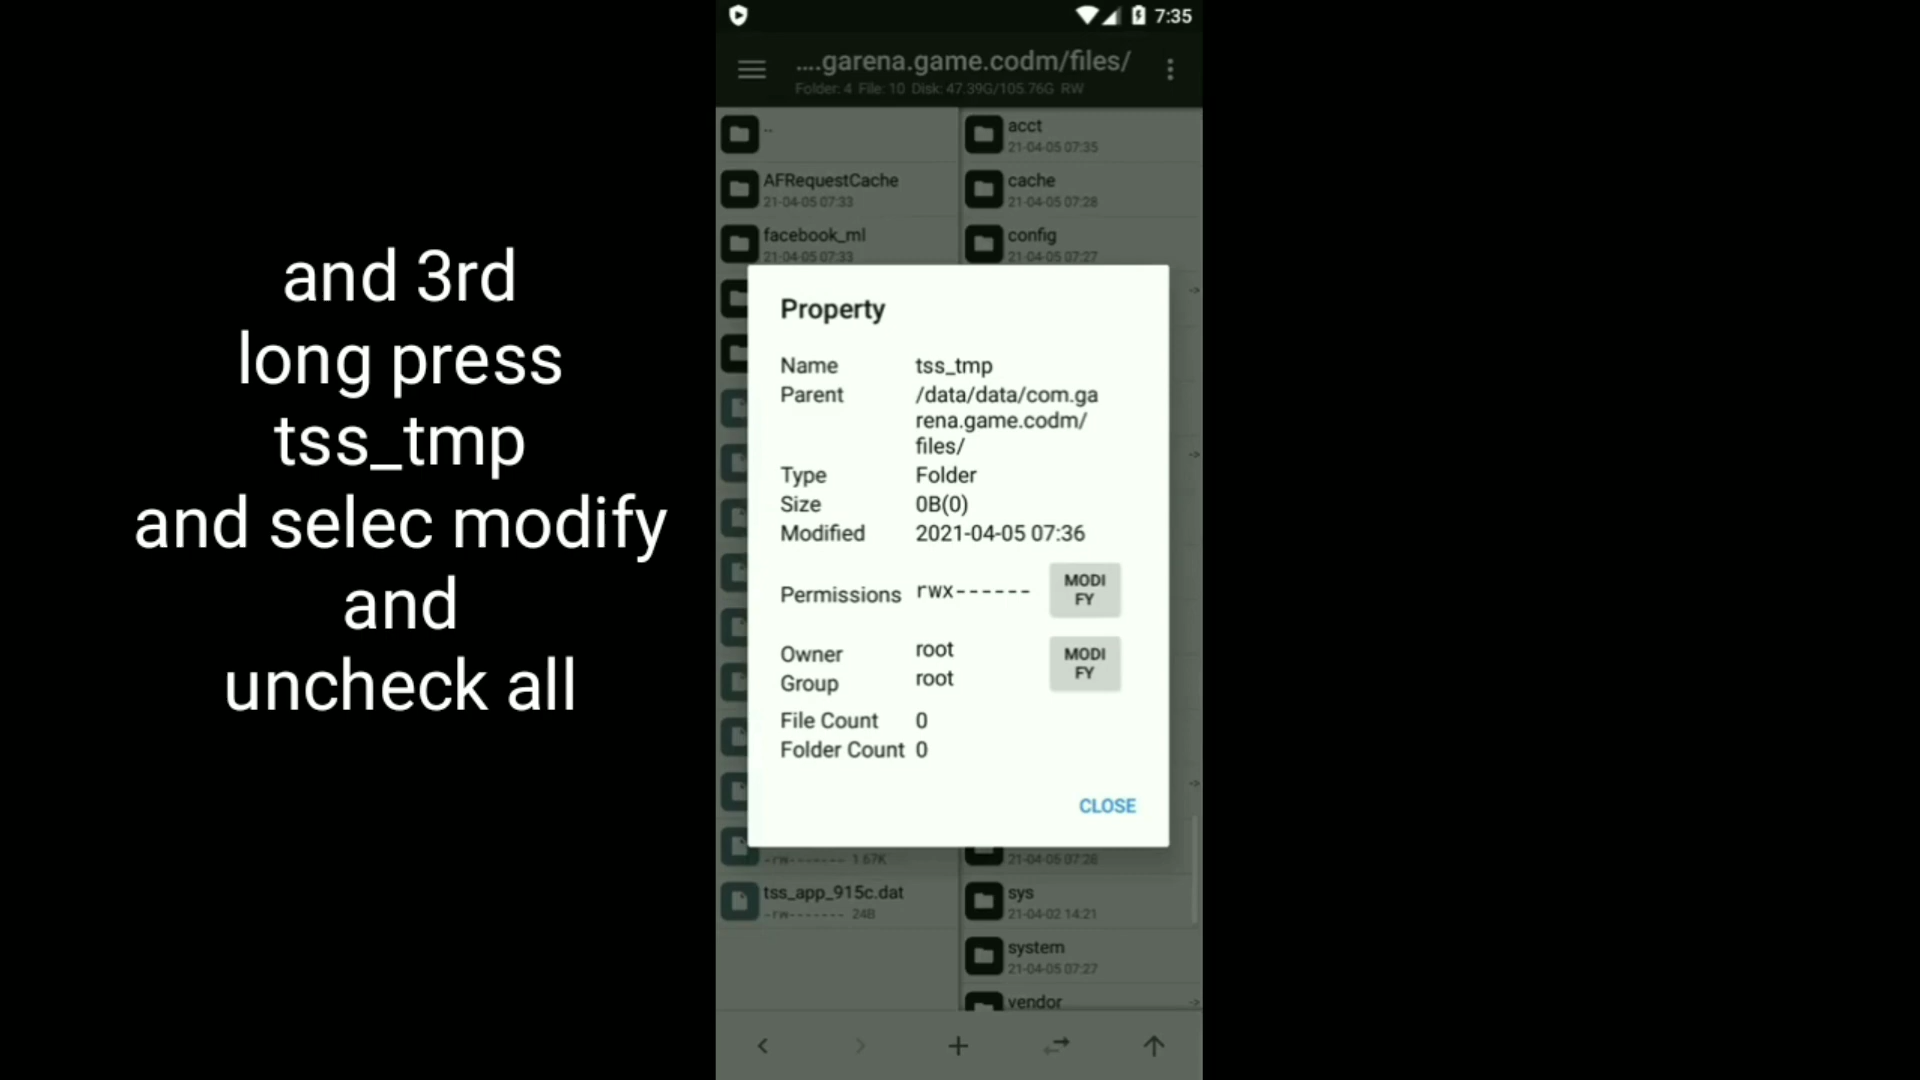 and 3rd
long press
tss_tmp
and selec modify
and
uncheck all
7:35
....garena.game.codm/files/
Folder: 4 File: 10 Disk: 47.39G/105.76G RW
..
AFRequestCache
21-04-05 07:33
facebook_ml
21-04-05 07:33
acct
21-04-05 07:35
cache
21-04-05 07:28
config
21-04-05 07:27
->
->
->
Property
Name tss_tmp
Parent /data/data/com.ga
rena.game.codm/
files/
Type Folder
Size 0B(0)
Modified 2021-04-05 07:36
Permissions rwx------ MODI
FY
Owner root
Group root
MODI
FY
File Count 0
Folder Count 0
CLOSE
-rw------- 1.67K
tss_app_915c.dat
-rw------- 24B
21-04-05 07:28
sys
21-04-02 14:21
system
21-04-05 07:27
vendor
->